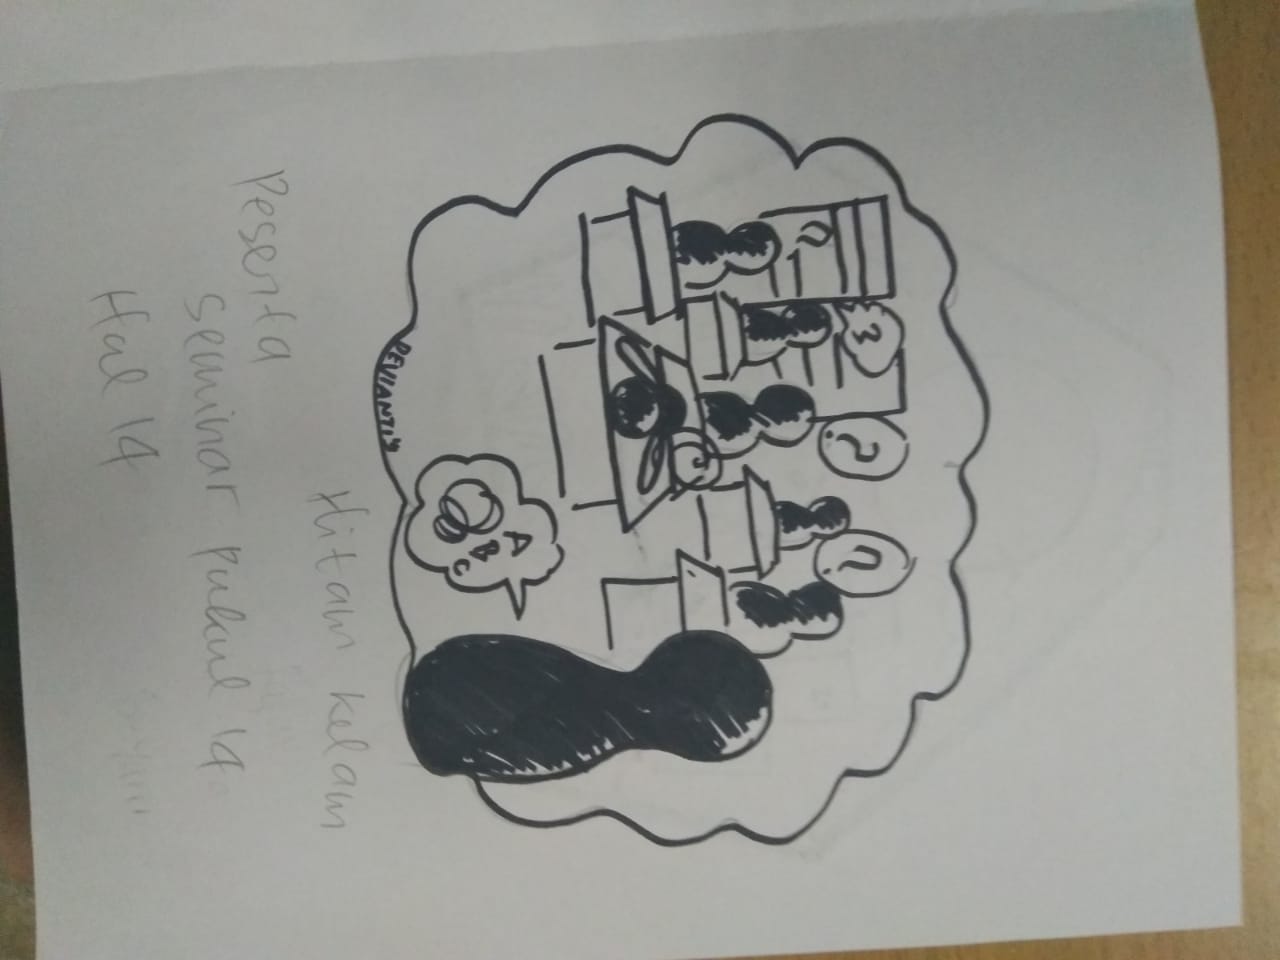 ?
?
A
B
C
DEVIANTI'S
Hitam kelam
Peserta
seminar pukul 14
Hal 14